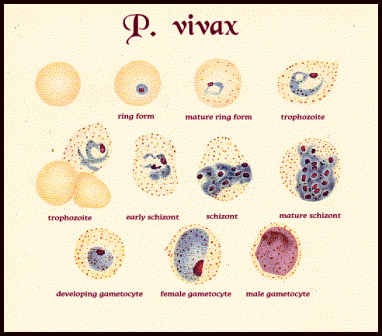 P. vivax
ring form mature ring form trophozoite
trophozoite early schizont schizont mature schizont
developing gametocyte female gametocyte male gametocyte